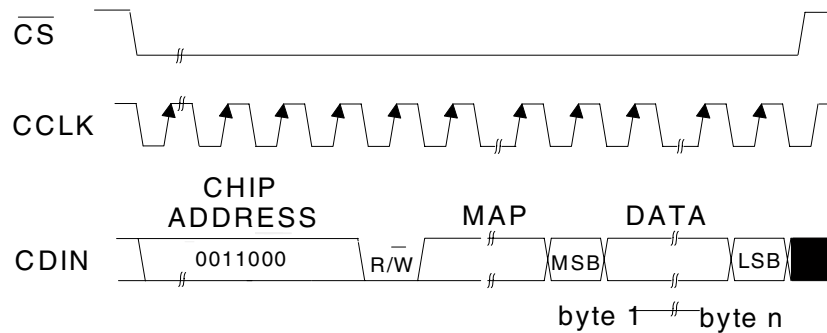 CS
CCLK
CHIP ADDRESS
MAP
DATA
CDIN
0011000
R/W
MSB
LSB
byte 1
byte n